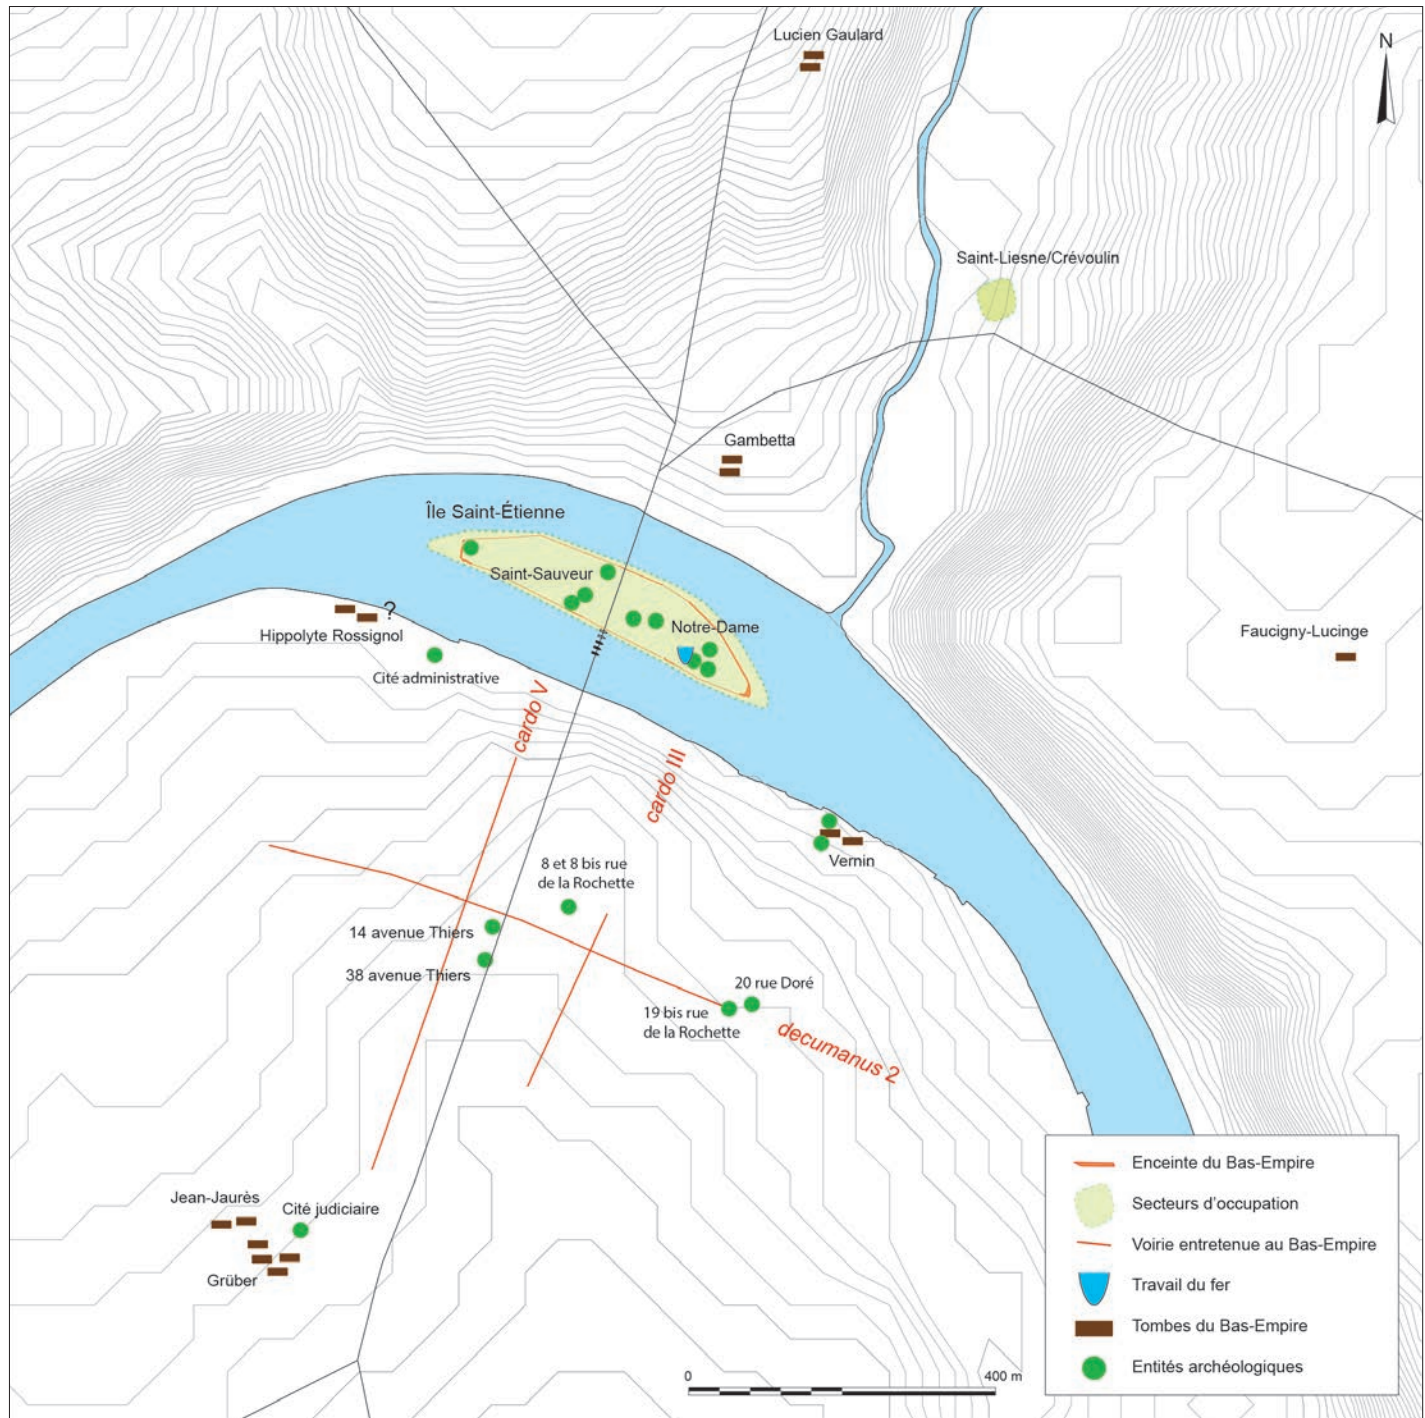 Lucien Gaulard
N
Saint-Liesne/Crévoulin
Gambetta
Île Saint-Étienne
Saint-Sauveur
Notre-Dame
?
Hippolyte Rossignol
Cité administrative
Faucigny-Lucinge
cardo V
cardo III
Vernin
8 et 8 bis rue
de la Rochette
14 avenue Thiers
38 avenue Thiers
20 rue Doré
19 bis rue
de la Rochette
decumanus 2
Jean-Jaurès
Cité judiciaire
Grüber
Enceinte du Bas-Empire
Secteurs d'occupation
Voirie entretenue au Bas-Empire
Travail du fer
Tombes du Bas-Empire
Entités archéologiques
0 400 m